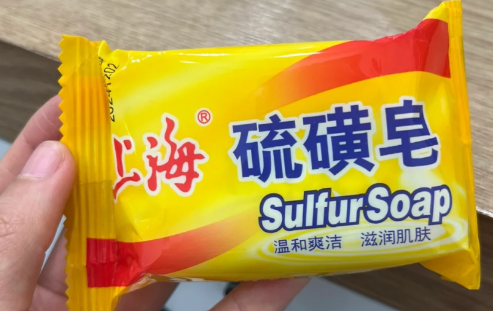 上海®
硫磺皂
Sulfur Soap
温和爽洁 滋润肌肤